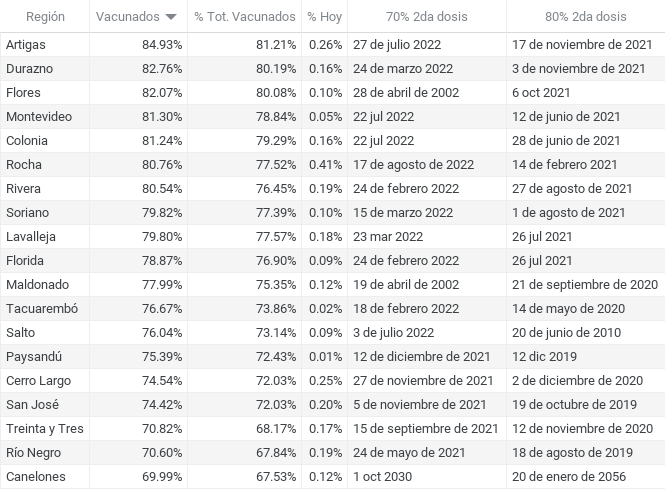 Región Vacunados % Tot. Vacunados % Hoy 70% 2da dosis 80% 2da dosis
Artigas 84.93% 81.21% 0.26% 27 de julio 2022 17 de noviembre de 2021
Durazno 82.76% 80.19% 0.16% 24 de marzo 2022 3 de noviembre de 2021
Flores 82.07% 80.08% 0.10% 28 de abril de 2002 6 oct 2021
Montevideo 81.30% 78.84% 0.05% 22 jul 2022 12 de junio de 2021
Colonia 81.24% 79.29% 0.16% 22 jul 2022 28 de junio de 2021
Rocha 80.76% 77.52% 0.41% 17 de agosto de 2022 14 de febrero 2021
Rivera 80.54% 76.45% 0.19% 24 de febrero 2022 27 de agosto de 2021
Soriano 79.82% 77.39% 0.10% 15 de marzo 2022 1 de agosto de 2021
Lavalleja 79.80% 77.57% 0.18% 23 mar 2022 26 jul 2021
Florida 78.87% 76.90% 0.09% 24 de febrero 2022 26 jul 2021
Maldonado 77.99% 75.35% 0.12% 19 de abril de 2002 21 de septiembre de 2020
Tacuarembó 76.67% 73.86% 0.02% 18 de febrero 2022 14 de mayo de 2020
Salto 76.04% 73.14% 0.09% 3 de julio 2022 20 de junio de 2010
Paysandú 75.39% 72.43% 0.01% 12 de diciembre de 2021 12 dic 2019
Cerro Largo 74.54% 72.03% 0.25% 27 de noviembre de 2021 2 de diciembre de 2020
San José 74.42% 72.03% 0.20% 5 de noviembre de 2021 19 de octubre de 2019
Treinta y Tres 70.82% 68.17% 0.17% 15 de septiembre de 2021 12 de noviembre de 2020
Río Negro 70.60% 67.84% 0.19% 24 de mayo de 2021 18 de agosto de 2019
Canelones 69.99% 67.53% 0.12% 1 oct 2030 20 de enero de 2056